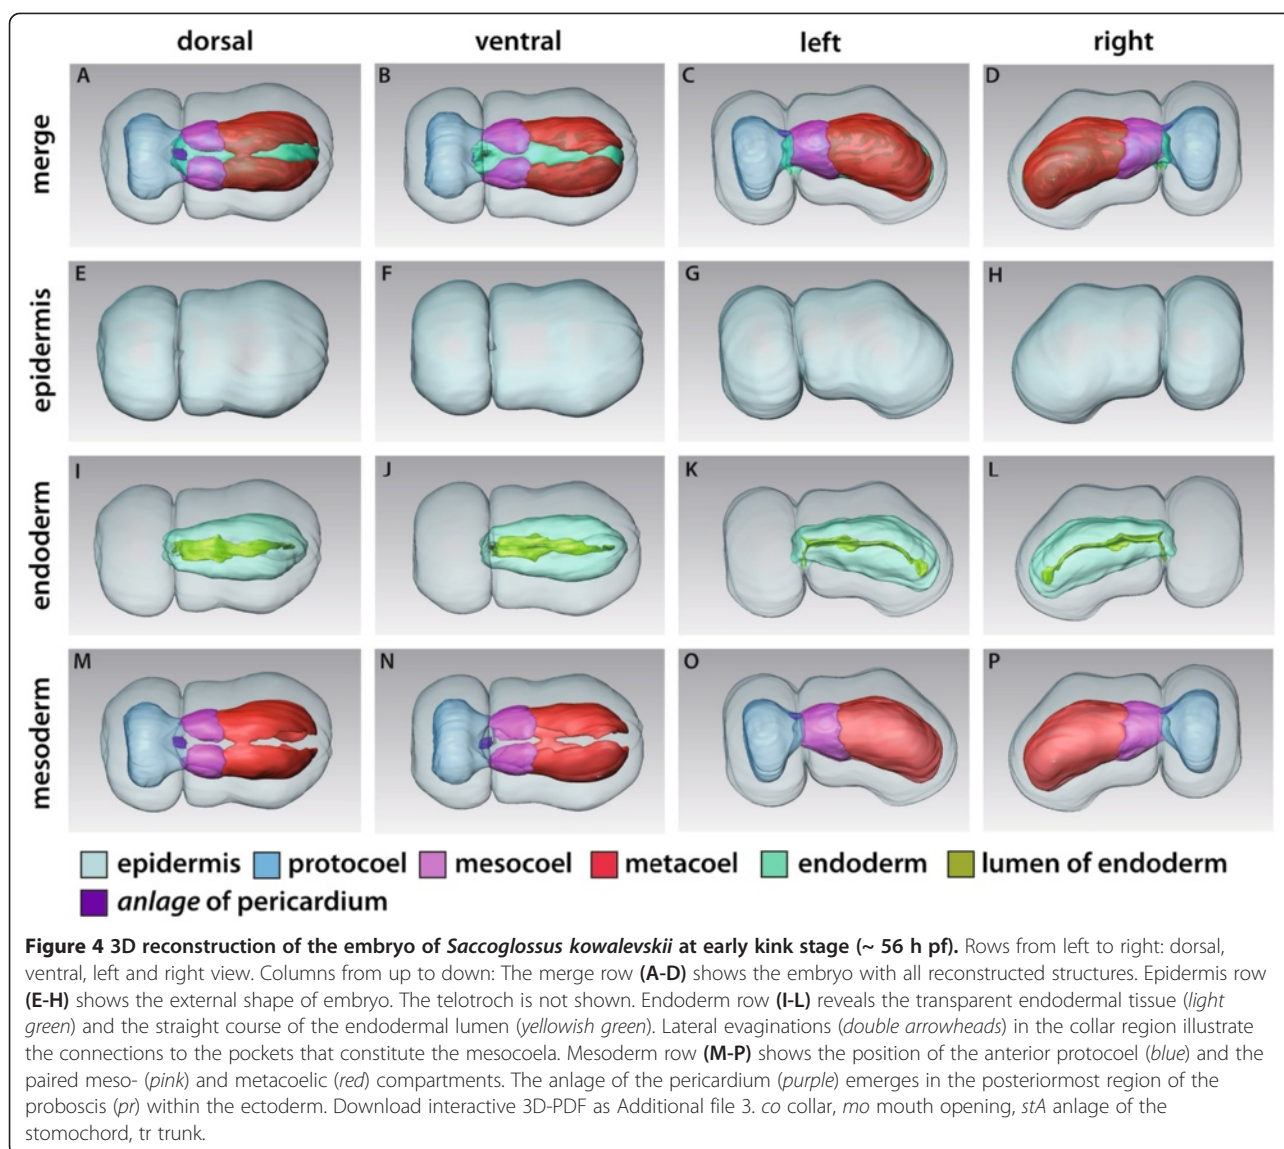 dorsal ventral left right
merge
A B C D
epidermis
E F G H
endoderm
I J K L
mesoderm
M N O P
epidermis protocoel mesocoel metacoel endoderm lumen of endoderm
anlage of pericardium
Figure 4 3D reconstruction of the embryo of Saccoglossus kowalevskii at early kink stage (~ 56 h pf). Rows from left to right: dorsal,
ventral, left and right view. Columns from up to down: The merge row (A-D) shows the embryo with all reconstructed structures. Epidermis row
(E-H) shows the external shape of embryo. The telotroch is not shown. Endoderm row (I-L) reveals the transparent endodermal tissue (light
green) and the straight course of the endodermal lumen (yellowish green). Lateral evaginations (double arrowheads) in the collar region illustrate
the connections to the pockets that constitute the mesocoela. Mesoderm row (M-P) shows the position of the anterior protocoel (blue) and the
paired meso- (pink) and metacoelic (red) compartments. The anlage of the pericardium (purple) emerges in the posteriormost region of the
proboscis (pr) within the ectoderm. Download interactive 3D-PDF as Additional file 3. co collar, mo mouth opening, stA anlage of the
stomochord, tr trunk.